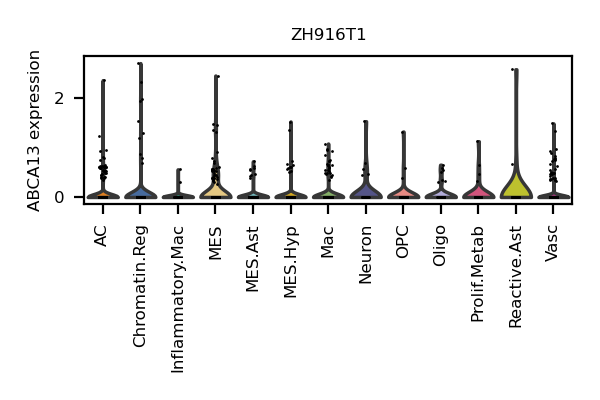 ZH916T1
ABCA13 expression
2
0
AC
Chromatin.Reg
Inflammatory.Mac
MES
MES.Ast
MES.Hyp
Mac
Neuron
OPC
Oligo
Prolif.Metab
Reactive.Ast
Vasc